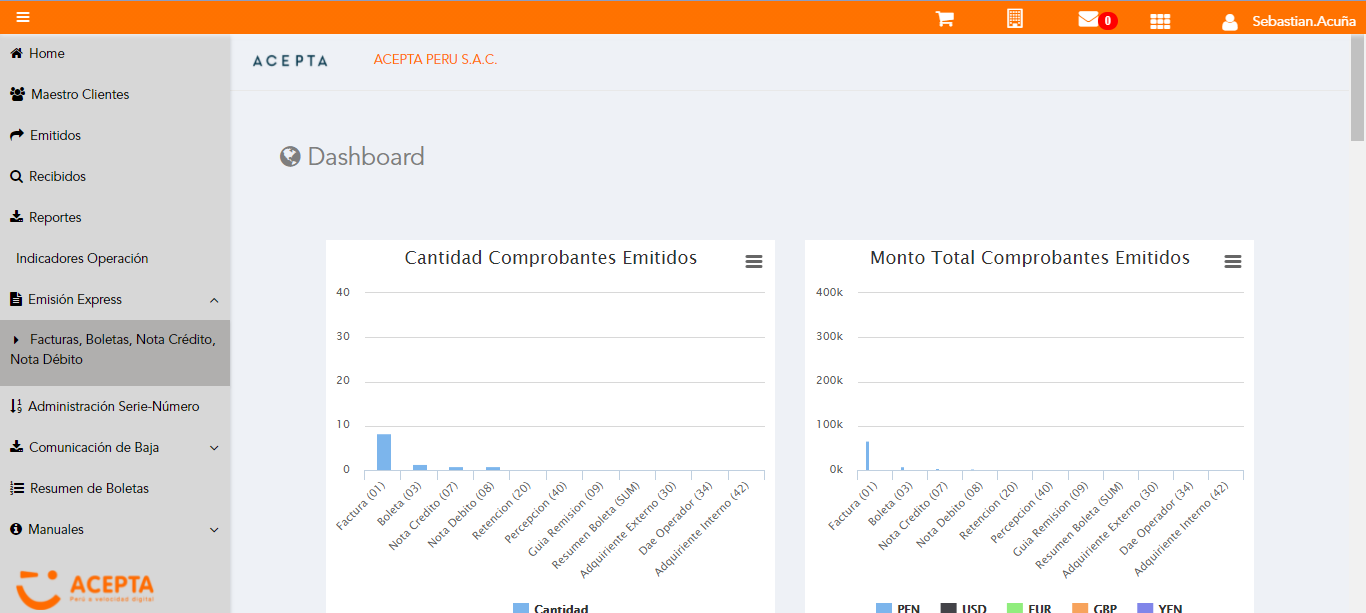 0
Sebastian.Acuña
Home
Maestro Clientes
Emitidos
Recibidos
Reportes
Indicadores Operación
Emisión Express
Facturas, Boletas, Nota Crédito,
Nota Débito
Administración Serie-Número
Comunicación de Baja
Resumen de Boletas
Manuales
ACEPTA
Perú a velocidad digital
ACEPTA
ACEPTA PERU S.A.C.
Dashboard
Cantidad Comprobantes Emitidos
40
30
20
10
0
Factura (01)
Boleta (03)
Nota Credito (07)
Nota Debito (08)
Retencion (20)
Percepcion (40)
Guia Remision (09)
Resumen Boleta (SUM)
Adquiriente Externo (30)
Dae Operador (34)
Adquiriente Interno (42)
Cantidad
Monto Total Comprobantes Emitidos
400k
300k
200k
100k
0k
Factura (01)
Boleta (03)
Nota Credito (07)
Nota Debito (08)
Retencion (20)
Percepcion (40)
Guia Remision (09)
Resumen Boleta (SUM)
Adquiriente Externo (30)
Dae Operador (34)
Adquiriente Interno (42)
PEN USD EUR GBP YEN